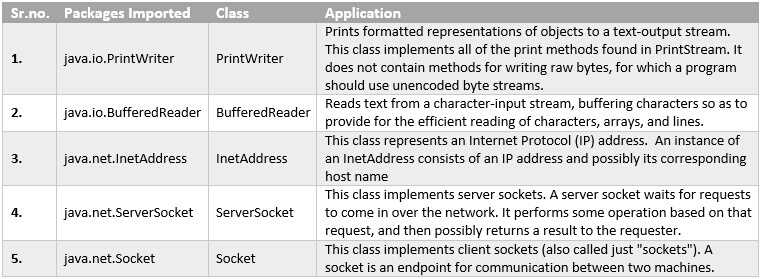 Sr.no. Packages Imported Class Application
1. java.io.PrintWriter PrintWriter Prints formatted representations of objects to a text-output stream.
This class implements all of the print methods found in PrintStream. It
does not contain methods for writing raw bytes, for which a program
should use unencoded byte streams.
2. java.io.BufferedReader BufferedReader Reads text from a character-input stream, buffering characters so as to
provide for the efficient reading of characters, arrays, and lines.
3. java.net.InetAddress InetAddress This class represents an Internet Protocol (IP) address. An instance of
an InetAddress consists of an IP address and possibly its corresponding
host name
4. java.net.ServerSocket ServerSocket This class implements server sockets. A server socket waits for requests
to come in over the network. It performs some operation based on that
request, and then possibly returns a result to the requester.
5. java.net.Socket Socket This class implements client sockets (also called just "sockets"). A
socket is an endpoint for communication between two machines.